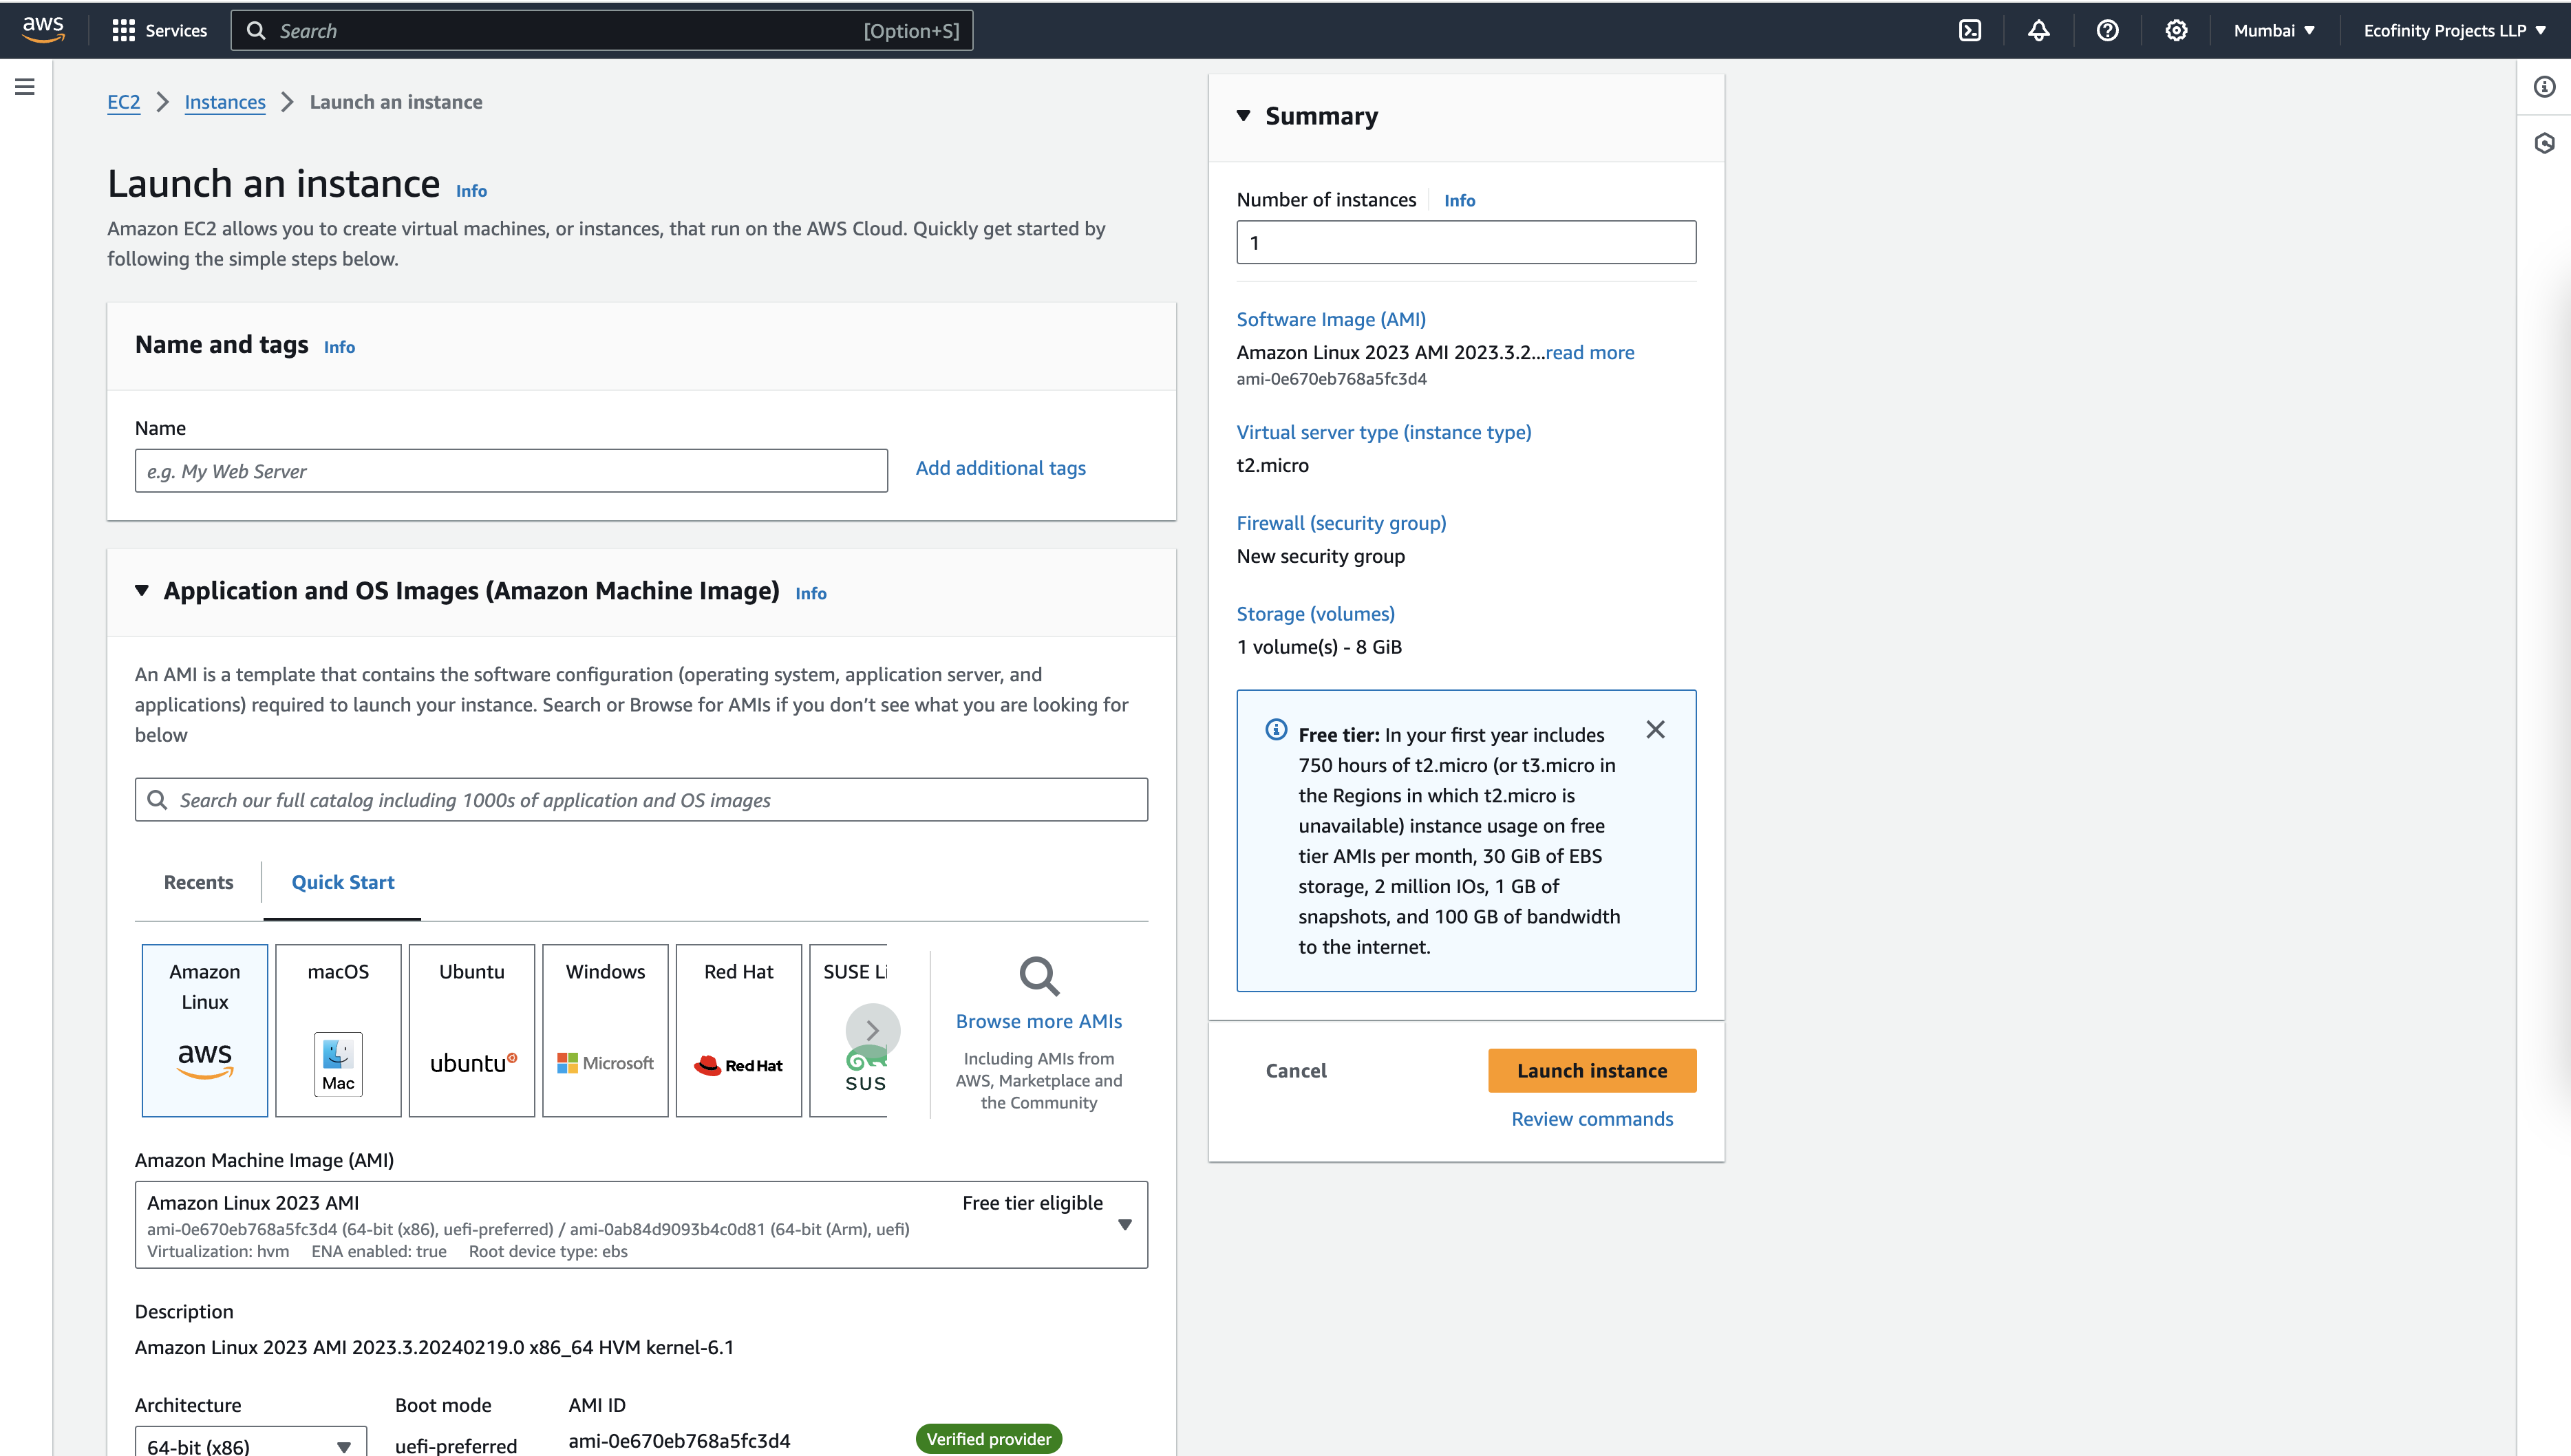 aws
Services
Search
[Option+S]
Mumbai
Ecofinity Projects LLP
EC2
Instances
Launch an instance
Launch an instance
Info
Amazon EC2 allows you to create virtual machines, or instances, that run on the AWS Cloud. Quickly get started by
following the simple steps below.
Name and tags
Info
Name
e.g. My Web Server
Add additional tags
Application and OS Images (Amazon Machine Image)
Info
An AMI is a template that contains the software configuration (operating system, application server, and
applications) required to launch your instance. Search or Browse for AMIs if you don’t see what you are looking for
below
Search our full catalog including 1000s of application and OS images
Recents
Quick Start
Amazon
Linux
aws
macOS
Mac
Ubuntu
ubuntu
Windows
Microsoft
Red Hat
Red Hat
SUSE Li
SUS
Browse more AMIs
Including AMIs from
AWS, Marketplace and
the Community
Amazon Machine Image (AMI)
Amazon Linux 2023 AMI
Free tier eligible
ami-0e670eb768a5fc3d4 (64-bit (x86), uefi-preferred) / ami-0ab84d9093b4c0d81 (64-bit (Arm), uefi)
Virtualization: hvm ENA enabled: true Root device type: ebs
Description
Amazon Linux 2023 AMI 2023.3.20240219.0 x86_64 HVM kernel-6.1
Architecture
64-bit (x86)
Boot mode
uefi-preferred
AMI ID
ami-0e670eb768a5fc3d4
Verified provider
Summary
Number of instances
Info
1
Software Image (AMI)
Amazon Linux 2023 AMI 2023.3.2...read more
ami-0e670eb768a5fc3d4
Virtual server type (instance type)
t2.micro
Firewall (security group)
New security group
Storage (volumes)
1 volume(s) - 8 GiB
Free tier: In your first year includes
750 hours of t2.micro (or t3.micro in
the Regions in which t2.micro is
unavailable) instance usage on free
tier AMIs per month, 30 GiB of EBS
storage, 2 million IOs, 1 GB of
snapshots, and 100 GB of bandwidth
to the internet.
Cancel
Launch instance
Review commands